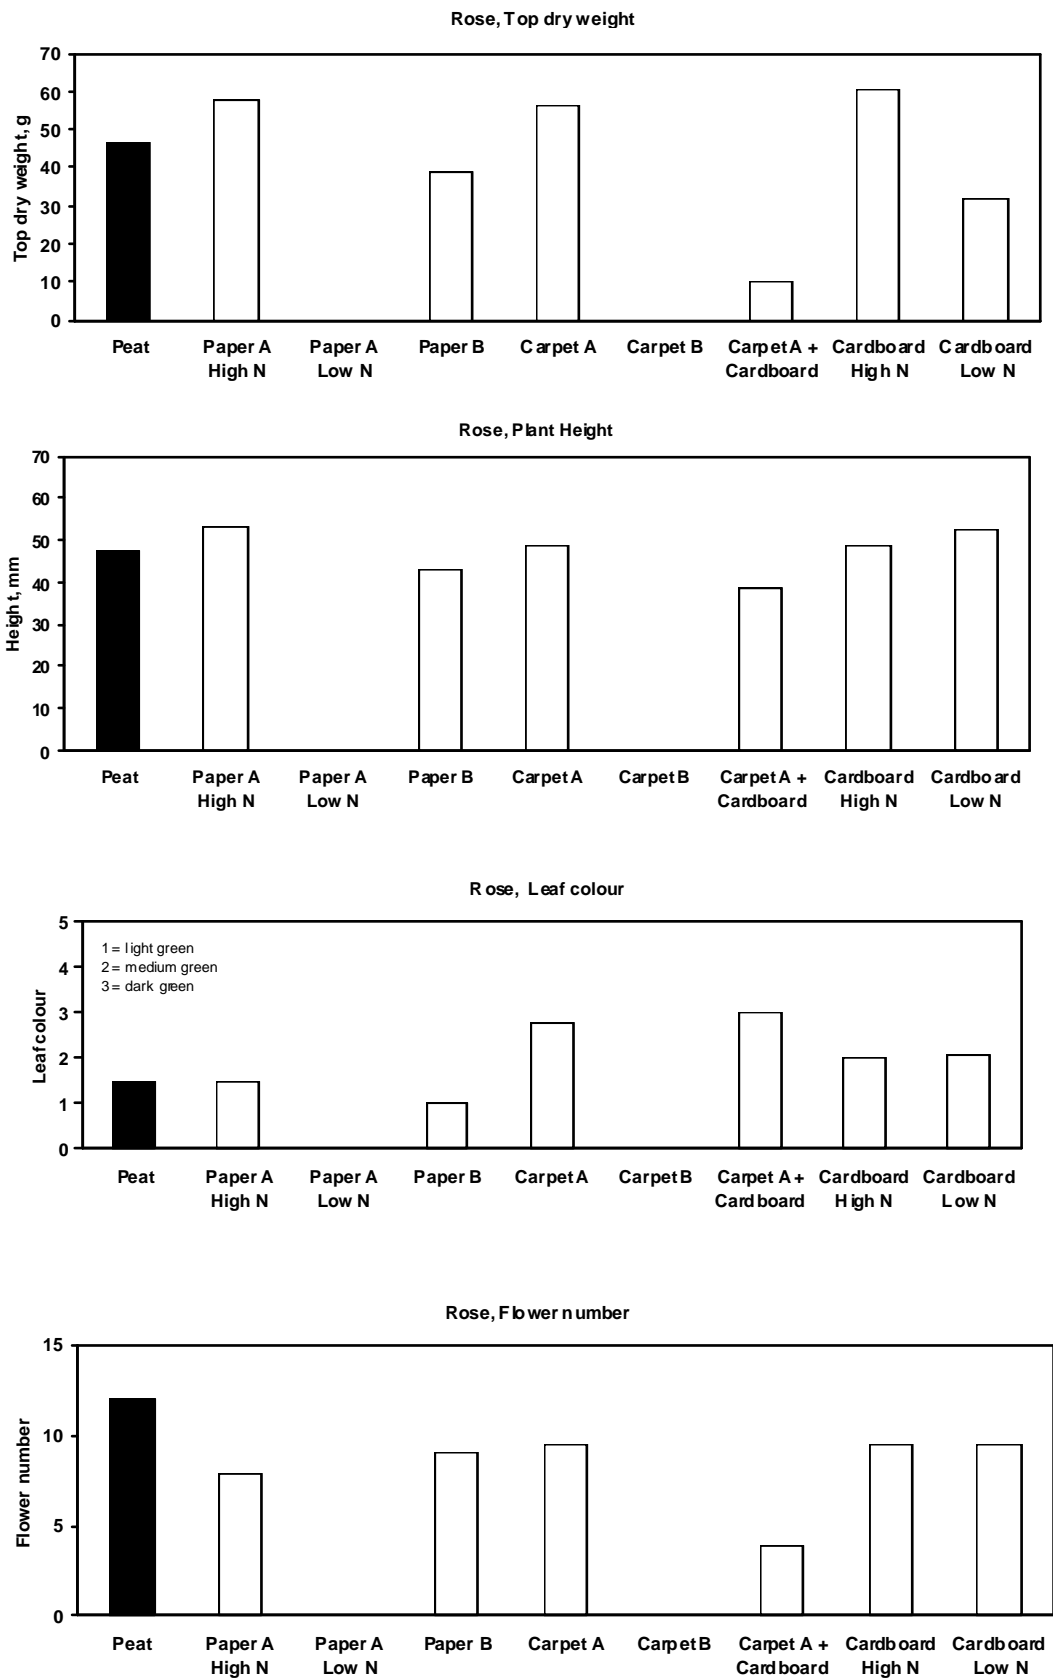 Rose, Top dry weight
70
60
50
40
30
20
10
0
Top dry weight, g
Peat Paper A Paper A Paper B Carpet A Carpet B Carpet A + Cardboard Cardboard
High N Low N Cardboard High N Low N
Rose, Plant Height
70
60
50
40
30
20
10
0
Height, mm
Peat Paper A Paper A Paper B Carpet A Carpet B Carpet A + Cardboard Cardboard
High N Low N Cardboard High N Low N
Rose, Leaf colour
5
4
3
2
1
0
Leaf colour
1 = light green
2 = medium green
3 = dark green
Peat Paper A Paper A Paper B Carpet A Carpet B Carpet A + Cardboard Cardboard
High N Low N Cardboard High N Low N
Rose, Flower number
15
10
5
0
Flower number
Peat Paper A Paper A Paper B Carpet A Carpet B Carpet A + Cardboard Cardboard
High N Low N Cardboard High N Low N